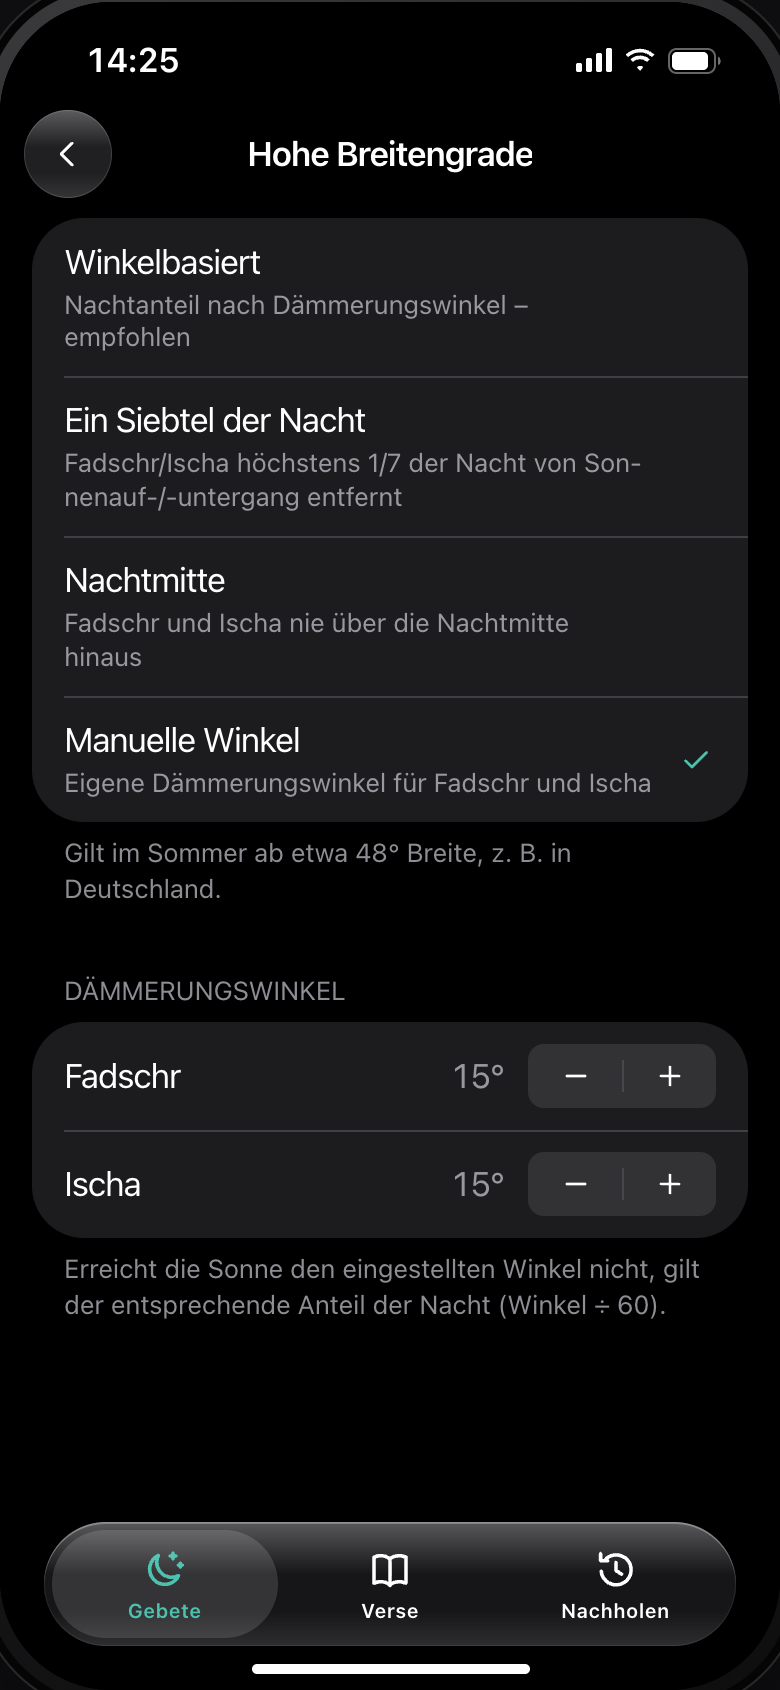 14:25
Hohe Breitengrade
Winkelbasiert
Nachtanteil nach Dämmerungswinkel –
empfohlen
Ein Siebtel der Nacht
Fadschr/Ischa höchstens 1/7 der Nacht von Son-
nenauf-/-untergang entfernt
Nachtmitte
Fadschr und Ischa nie über die Nachtmitte
hinaus
Manuelle Winkel
Eigene Dämmerungswinkel für Fadschr und Ischa
Gilt im Sommer ab etwa 48° Breite, z. B. in
Deutschland.
DÄMMERUNGSWINKEL
Fadschr 15° − +
Ischa 15° − +
Erreicht die Sonne den eingestellten Winkel nicht, gilt
der entsprechende Anteil der Nacht (Winkel ÷ 60).
Gebete Verse Nachholen